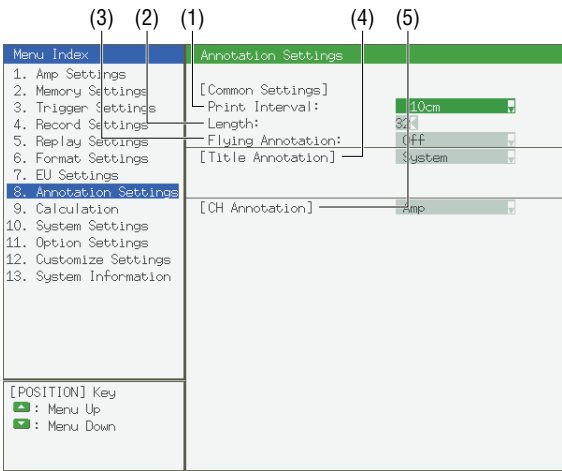 (3) (2) (1) (4) (5)
Menu Index
1. Amp Settings
2. Memory Settings
3. Trigger Settings
4. Record Settings
5. Replay Settings
6. Format Settings
7. EU Settings
8. Annotation Settings
9. Calculation
10. System Settings
11. Option Settings
12. Customize Settings
13. System Information
[POSITION] Key
: Menu Up
: Menu Down
Annotation Settings
[Common Settings]
Print Interval: 10cm
Length: 32
Flying Annotation: Off
[Title Annotation] System
[CH Annotation] Amp